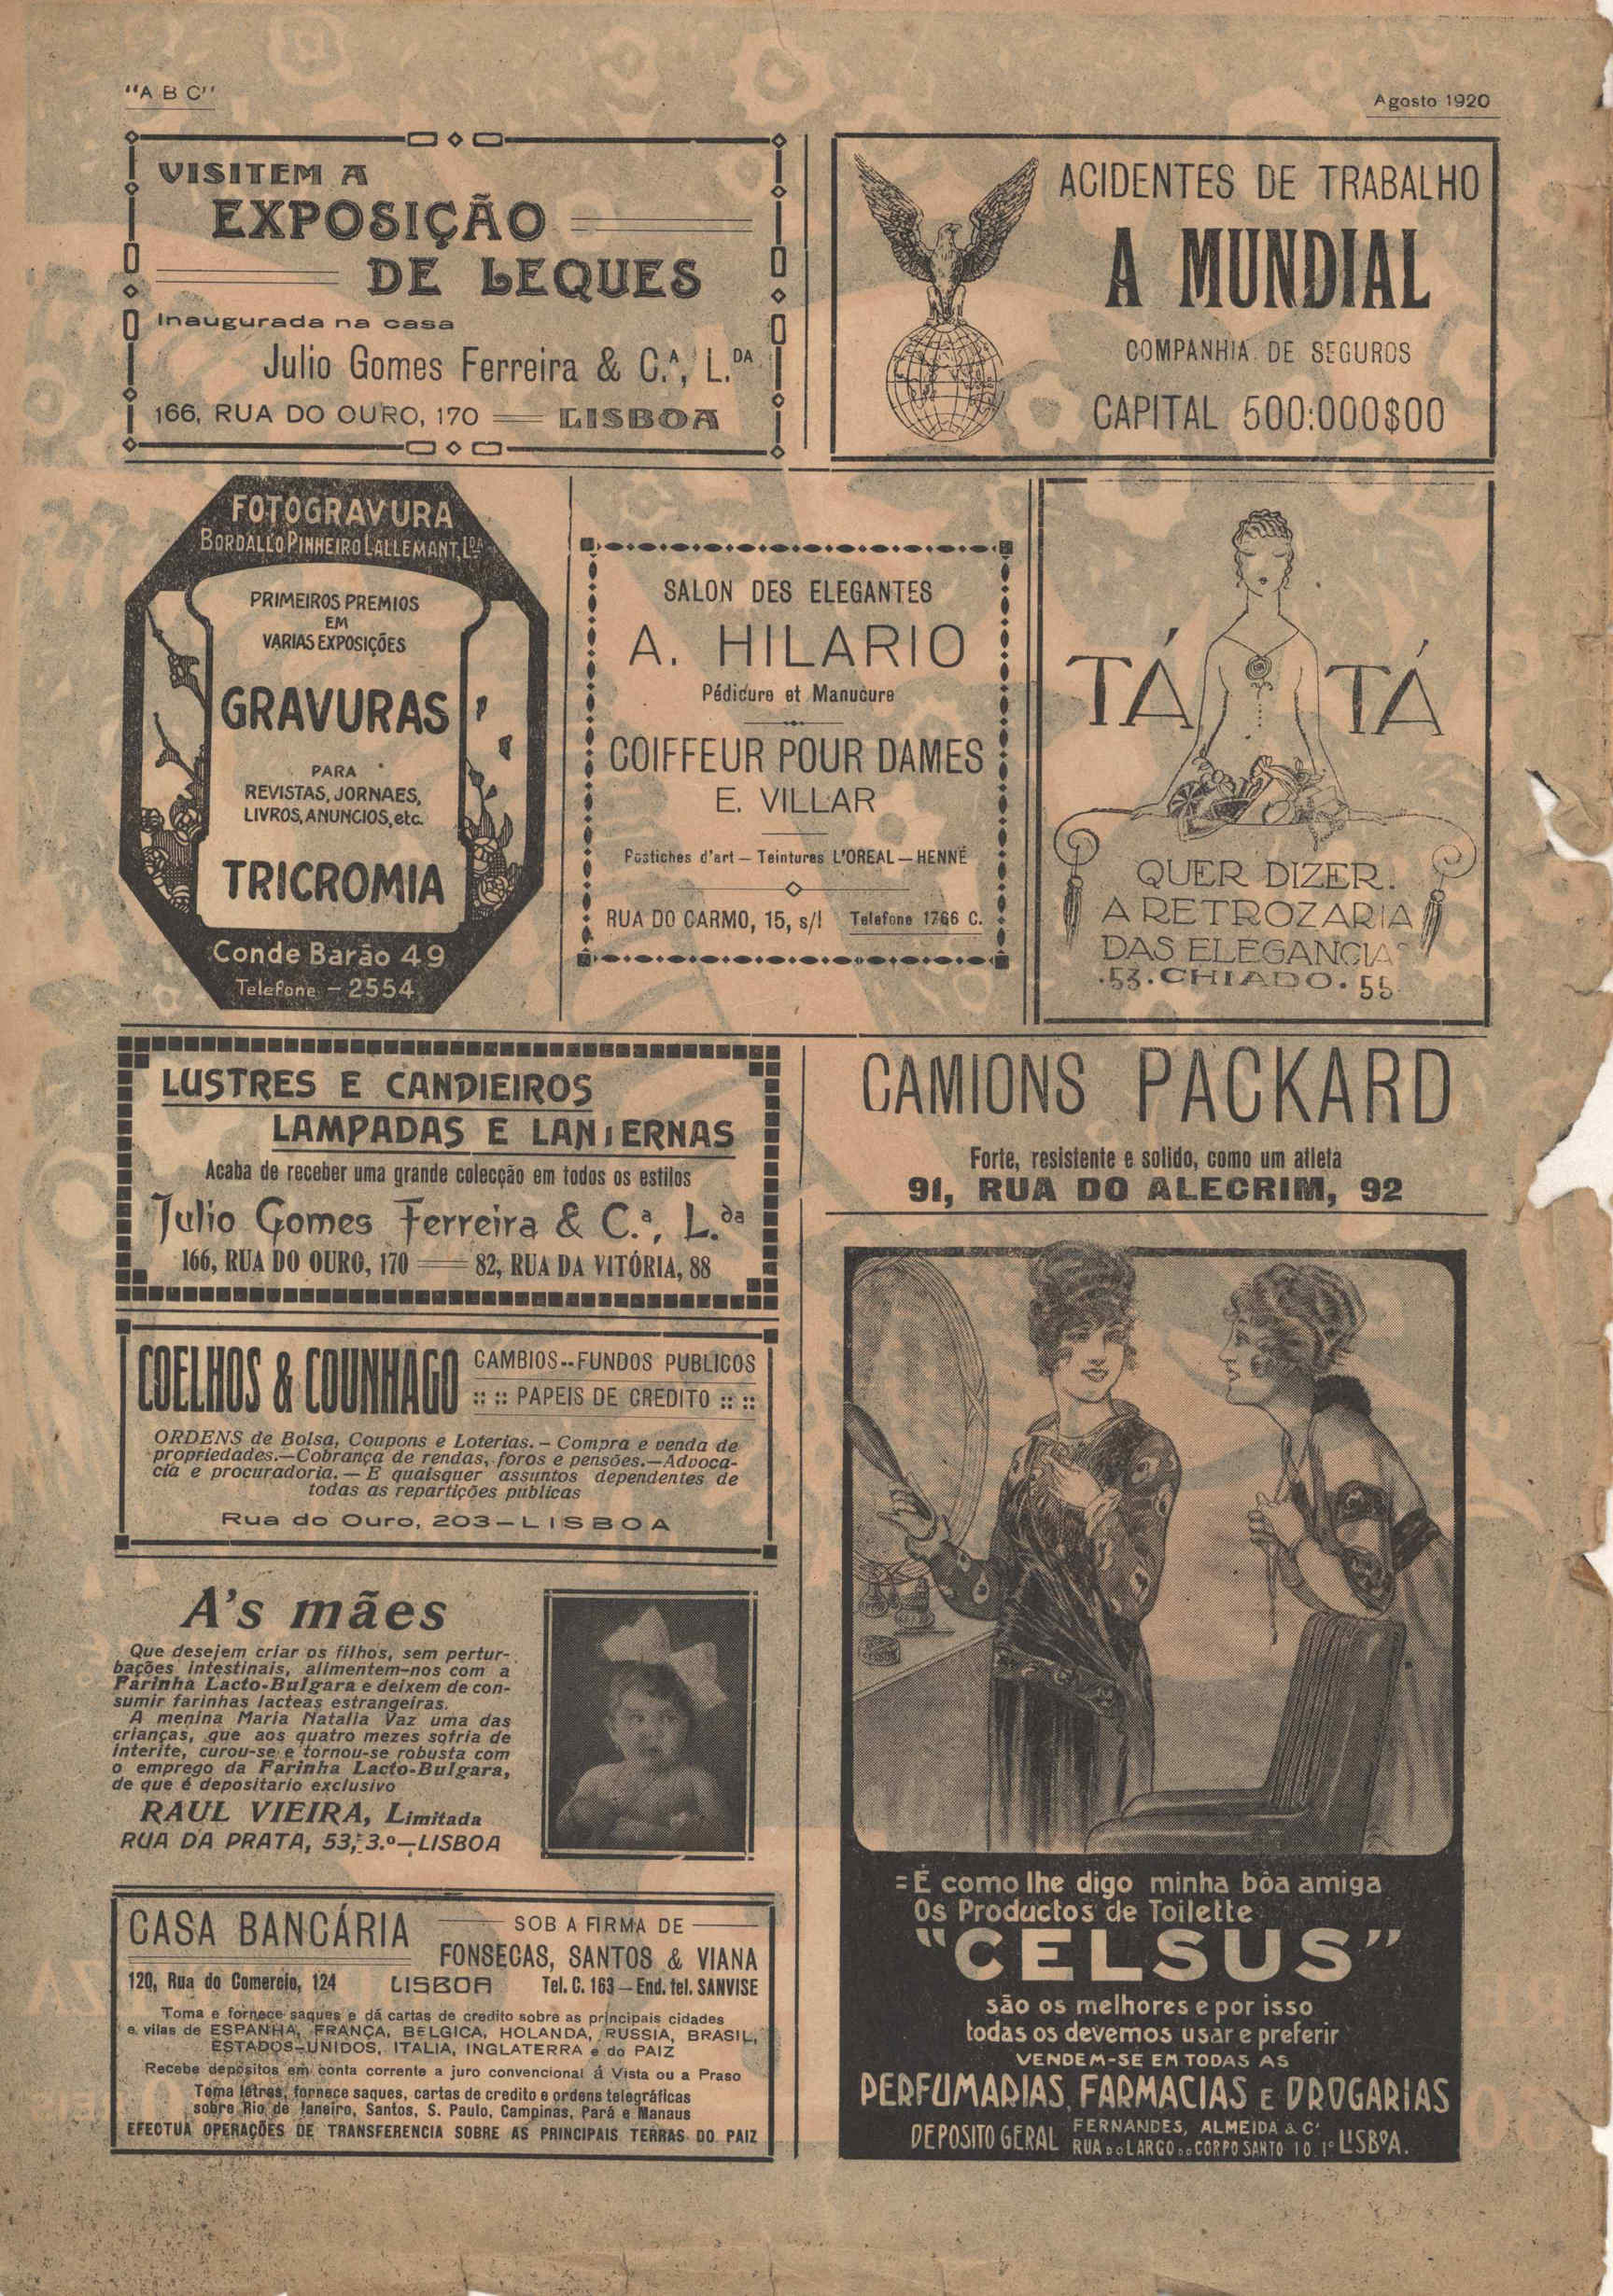 "A B C"
Agosto 1920
VISITEM A
EXPOSIÇÃO
DE LEQUES
Inaugurada na casa
Julio Gomes Ferreira & C.ᴬ, L.ᴰᴬ
166, RUA DO OURO, 170 LISBOA
ACIDENTES DE TRABALHO
A MUNDIAL
COMPANHIA DE SEGUROS
CAPITAL 500:000$00
FOTOGRAVURA
BORDALLO PINHEIRO LALLEMANT, Lᴰᴬ
PRIMEIROS PREMIOS
EM
VARIAS EXPOSIÇÕES
GRAVURAS
PARA
REVISTAS, JORNAES,
LIVROS, ANUNCIOS, etc.
TRICROMIA
Conde Barão 49
Telefone - 2554
SALON DES ELEGANTES
A. HILARIO
Pédicure et Manucure
COIFFEUR POUR DAMES
E. VILLAR
Postiches d'art — Teintures L'OREAL — HENNÉ
RUA DO CARMO, 15, s/l Telefone 1766 C.
TÁ TÁ
QUER DIZER.
A RETROZARIA
DAS ELEGANCIAS
.53. CHIADO. 55.
LUSTRES E CANDIEIROS
LAMPADAS E LANTERNAS
Acaba de receber uma grande colecção em todos os estilos
Julio Gomes Ferreira & C.ª, L.da
166, RUA DO OURO, 170 — 82, RUA DA VITÓRIA, 88
CAMIONS PACKARD
Forte, resistente e solido, como um atleta
91, RUA DO ALECRIM, 92
COELHOS & COUNHAGO
CAMBIOS--FUNDOS PUBLICOS
:: :: PAPEIS DE CREDITO :: ::
ORDENS de Bolsa, Coupons e Loterias. — Compra e venda de
propriedades.—Cobrança de rendas, foros e pensões.—Advoca-
cia e procuradoria. — E quaisquer assuntos dependentes de
todas as repartições publicas
Rua do Ouro, 203 — LISBOA
A's mães
Que desejem criar os filhos, sem pertur-
bações intestinais, alimentem-nos com a
Farinha Lacto-Bulgara e deixem de con-
sumir farinhas lacteas estrangeiras.
A menina Maria Natalia Vaz uma das
crianças, que aos quatro mezes sofria de
interite, curou-se e tornou-se robusta com
o emprego da Farinha Lacto-Bulgara,
de que é depositario exclusivo
RAUL VIEIRA, Limitada
RUA DA PRATA, 53, 3.º—LISBOA
CASA BANCÁRIA
SOB A FIRMA DE
FONSECAS, SANTOS & VIANA
120, Rua do Comercio, 124 LISBOA Tel. C. 163 — End. tel. SANVISE
Toma e fornece saques e dá cartas de credito sobre as principais cidades
e vilas de ESPANHA, FRANÇA, BELGICA, HOLANDA, RUSSIA, BRASIL,
ESTADOS-UNIDOS, ITALIA, INGLATERRA e do PAIZ
Recebe depositos em conta corrente a juro convencional á Vista ou a Praso
Toma letras, fornece saques, cartas de credito e ordens telegráficas
sobre Rio de Janeiro, Santos, S. Paulo, Campinas, Pará e Manaus
EFECTUA OPERAÇÕES DE TRANSFERENCIA SOBRE AS PRINCIPAIS TERRAS DO PAIZ
= É como lhe digo minha bôa amiga
Os Productos de Toilette
"CELSUS"
são os melhores e por isso
todas os devemos usar e preferir
VENDEM-SE EM TODAS AS
PERFUMARIAS, FARMACIAS E DROGARIAS
DEPOSITO GERAL FERNANDES, ALMEIDA & Cª
RUA DO LARGO DO CORPO SANTO 10. 1º LISBOA.